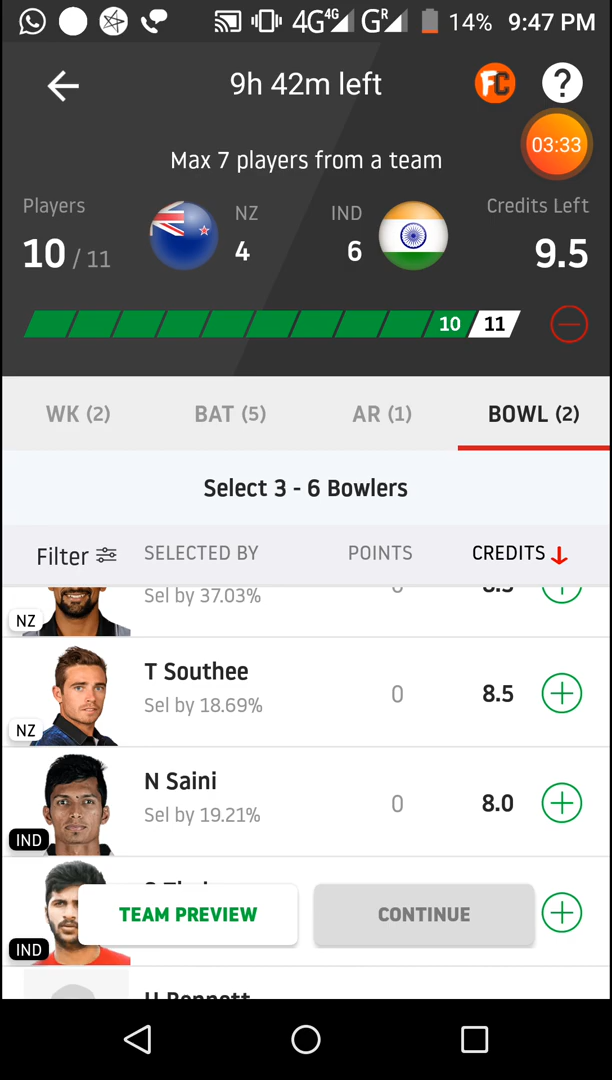 4G 4G G R 14% 9:47 PM
9h 42m left
FC ?
03:33
Max 7 players from a team
Players NZ IND Credits Left
10 / 11 4 6 9.5
10 11
WK (2) BAT (5) AR (1) BOWL (2)
Select 3 - 6 Bowlers
Filter SELECTED BY POINTS CREDITS
Sel by 37.03%
NZ
T Southee
Sel by 18.69% 0 8.5
NZ
N Saini
Sel by 19.21% 0 8.0
IND
TEAM PREVIEW CONTINUE
IND
H Bennett